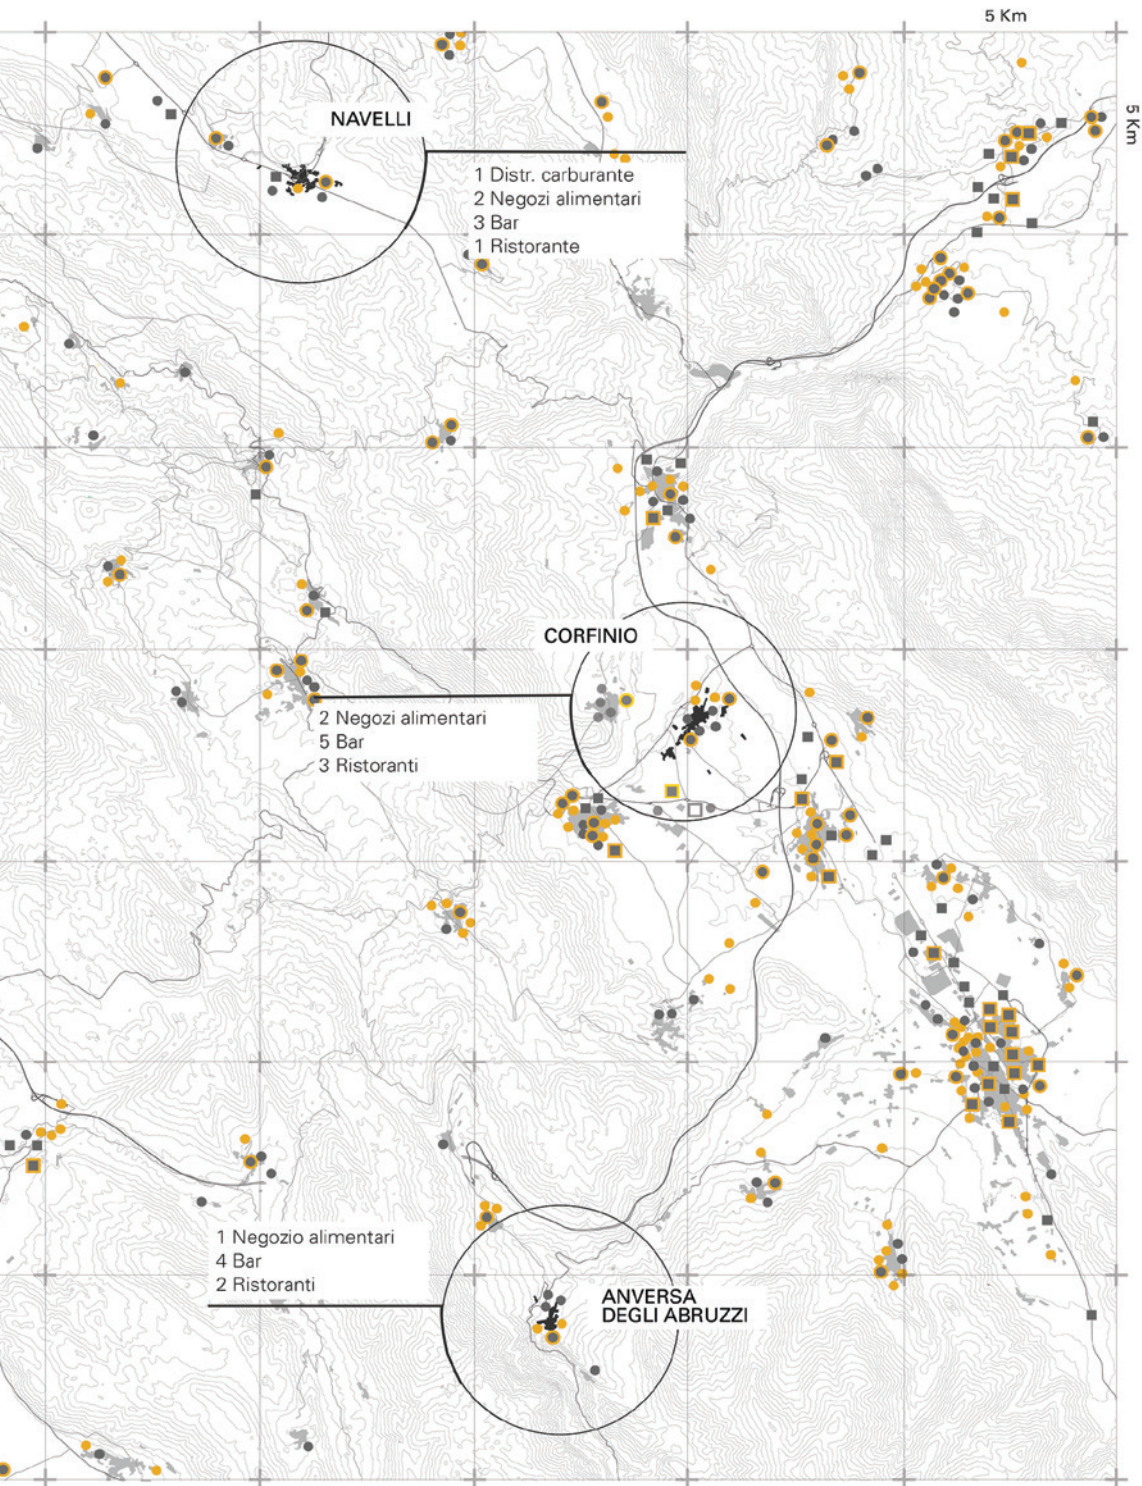 5 Km
5 Km
NAVELLI
1 Distr. carburante
2 Negozi alimentari
3 Bar
1 Ristorante
CORFINIO
2 Negozi alimentari
5 Bar
3 Ristoranti
1 Negozio alimentari
4 Bar
2 Ristoranti
ANVERSA
DEGLI ABRUZZI